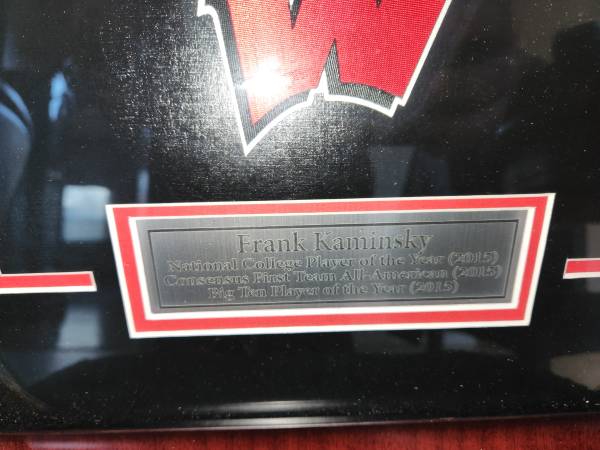 W
Frank Kaminsky
National College Player of the Year (2015)
Consensus First Team All-American (2015)
Big Ten Player of the Year (2015)